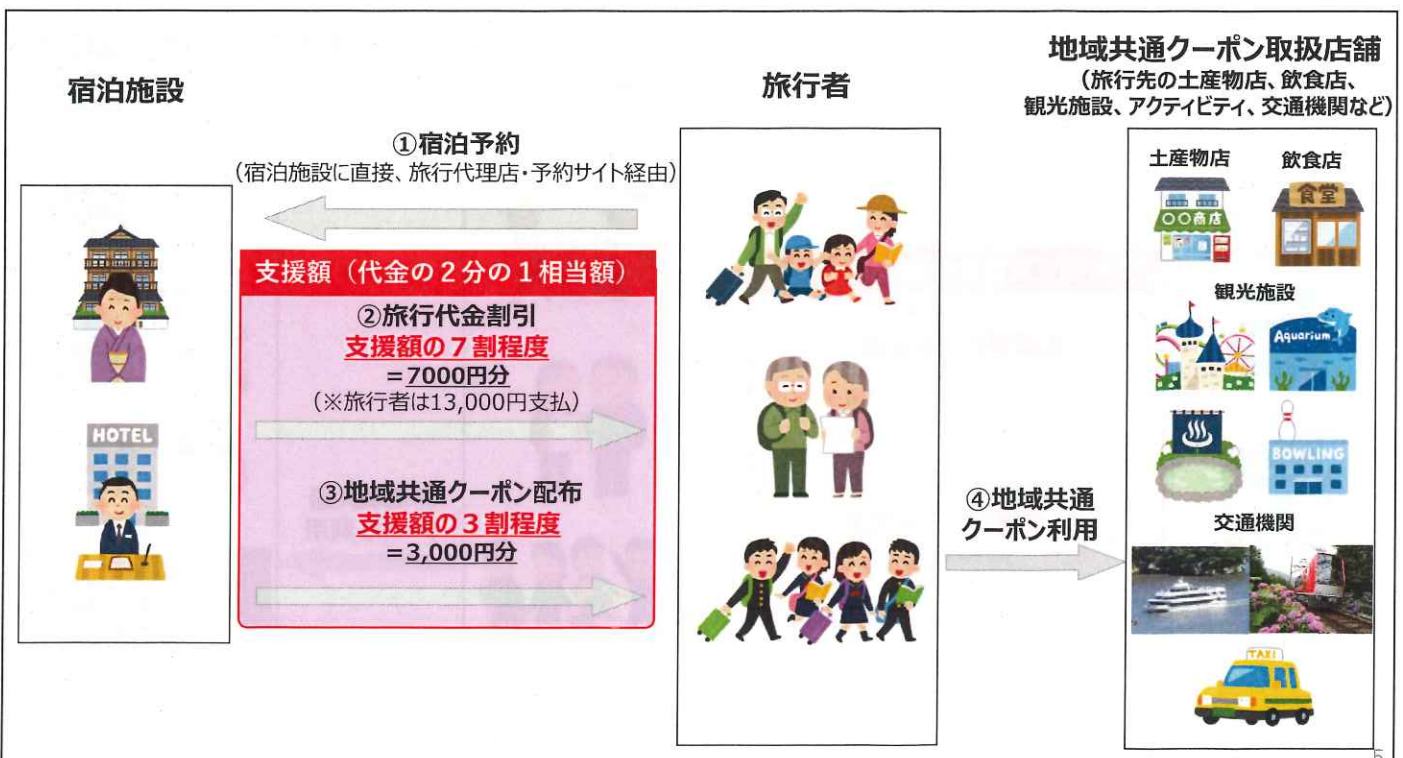 宿泊施設
旅行者
地域共通クーポン取扱店舗
(旅行先の土産物店、飲食店、
観光施設、アクティビティ、交通機関など)
①宿泊予約
(宿泊施設に直接、旅行代理店・予約サイト経由)
支援額（代金の２分の１相当額）
②旅行代金割引
支援額の７割程度
＝7000円分
(※旅行者は13,000円支払)
③地域共通クーポン配布
支援額の３割程度
＝3,000円分
④地域共通
クーポン利用
HOTEL
土産物店
飲食店
〇〇商店
食堂
観光施設
Aquarium
BOWLING
交通機関
TAXI